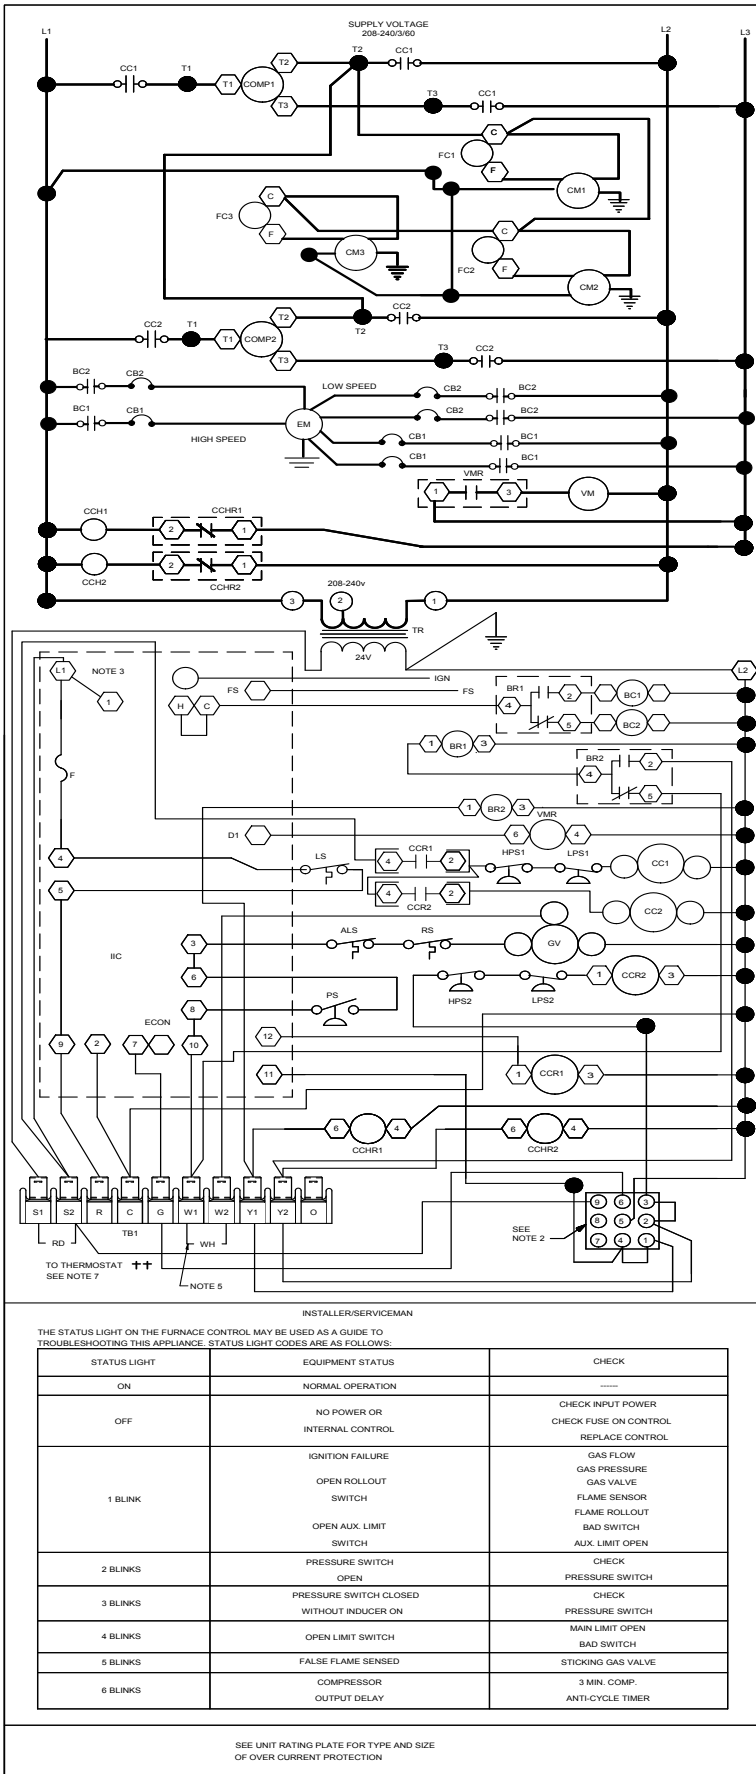 SUPPLY VOLTAGE
208-240/3/60
L1
L2
L3
T2
CC1
CC1
T1
T2
T1
COMP1
T3
T3
CC1
C
FC1
F
CM1
C
FC3
F
CM3
C
FC2
F
CM2
CC2
T1
T2
T1
COMP2
T3
T2
CC2
T3
CC2
BC2
CB2
LOW SPEED
CB2
BC2
BC1
CB1
EM
CB2
BC2
HIGH SPEED
CB1
BC1
CB1
BC1
VMR
1
3
VM
CCH1
CCHR1
2
1
CCH2
2
1
CCHR2
208-240v
3
2
1
TR
24V
L1
NOTE 3
1
IGN
FS
FS
H
C
L2
BR1
4
2
5
BC1
BC2
1
BR1
3
BR2
4
2
5
F
1
BR2
3
D1
VMR
6
4
4
LS
CCR1
4
2
HPS1
LPS1
CC1
5
4
2
CCR2
CC2
IIC
3
ALS
RS
GV
6
HPS2
LPS2
1
CCR2
3
8
PS
ECON
9
2
7
10
12
11
1
CCR1
3
6
4
CCHR1
6
4
CCHR2
S1
S2
R
C
G
W1
W2
Y1
Y2
O
TB1
RD
WH
TO THERMOSTAT ++
SEE NOTE 7
NOTE 5
SEE
NOTE 2
9
6
3
8
5
2
7
4
1
INSTALLER/SERVICEMAN
THE STATUS LIGHT ON THE FURNACE CONTROL MAY BE USED AS A GUIDE TO
TROUBLESHOOTING THIS APPLIANCE. STATUS LIGHT CODES ARE AS FOLLOWS:
STATUS LIGHT
EQUIPMENT STATUS
CHECK
ON
NORMAL OPERATION
------
OFF
NO POWER OR
INTERNAL CONTROL
CHECK INPUT POWER
CHECK FUSE ON CONTROL
REPLACE CONTROL
1 BLINK
IGNITION FAILURE
OPEN ROLLOUT
SWITCH
OPEN AUX. LIMIT
SWITCH
GAS FLOW
GAS PRESSURE
GAS VALVE
FLAME SENSOR
FLAME ROLLOUT
BAD SWITCH
AUX. LIMIT OPEN
2 BLINKS
PRESSURE SWITCH
OPEN
CHECK
PRESSURE SWITCH
3 BLINKS
PRESSURE SWITCH CLOSED
WITHOUT INDUCER ON
CHECK
PRESSURE SWITCH
4 BLINKS
OPEN LIMIT SWITCH
MAIN LIMIT OPEN
BAD SWITCH
5 BLINKS
FALSE FLAME SENSED
STICKING GAS VALVE
6 BLINKS
COMPRESSOR
OUTPUT DELAY
3 MIN. COMP.
ANTI-CYCLE TIMER
SEE UNIT RATING PLATE FOR TYPE AND SIZE
OF OVER CURRENT PROTECTION